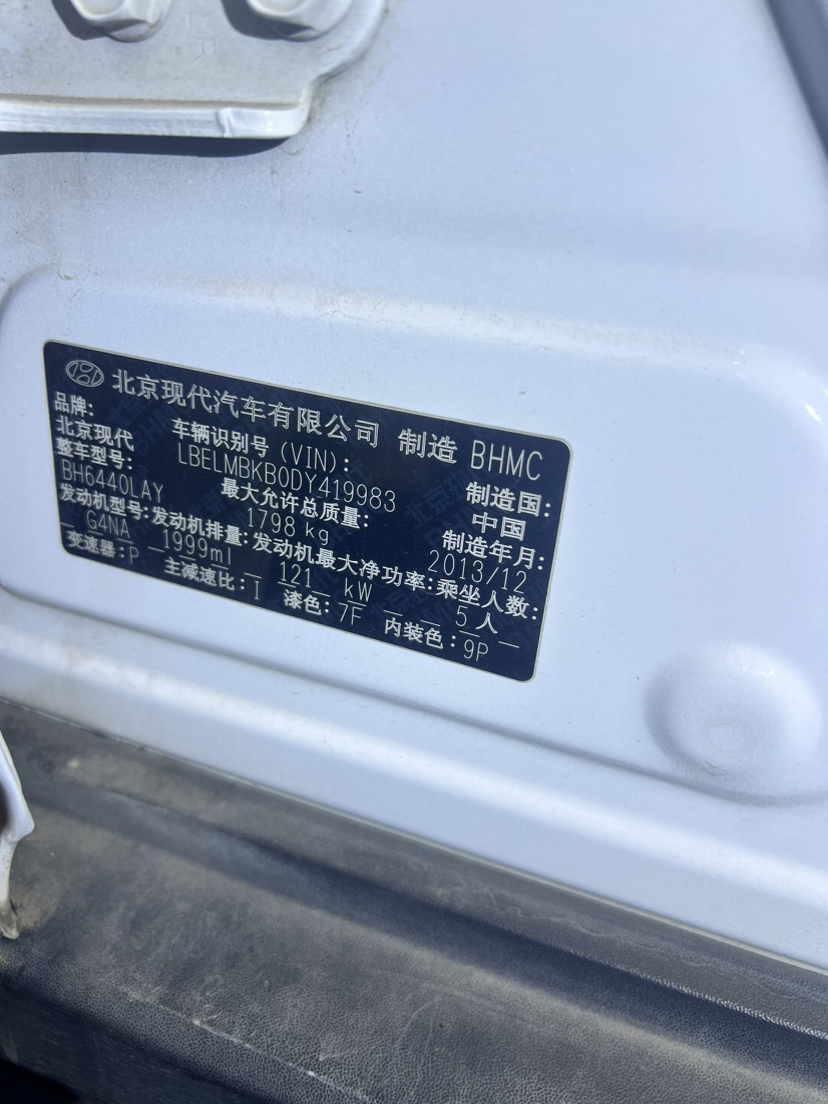 北京现代汽车有限公司 制造 BHMC
品牌: 车辆识别号 (VIN): 制造国:
北京现代 LBELMBKB0DY419983 中国
整车型号: 最大允许总质量: 制造年月:
BH6440LAY 1798 kg 2013/12
发动机型号: 发动机排量: 发动机最大净功率: 乘坐人数:
G4NA 1999ml 121 kW 5 人
变速器: P 主减速比: I 漆色: 7F 内装色: 9P